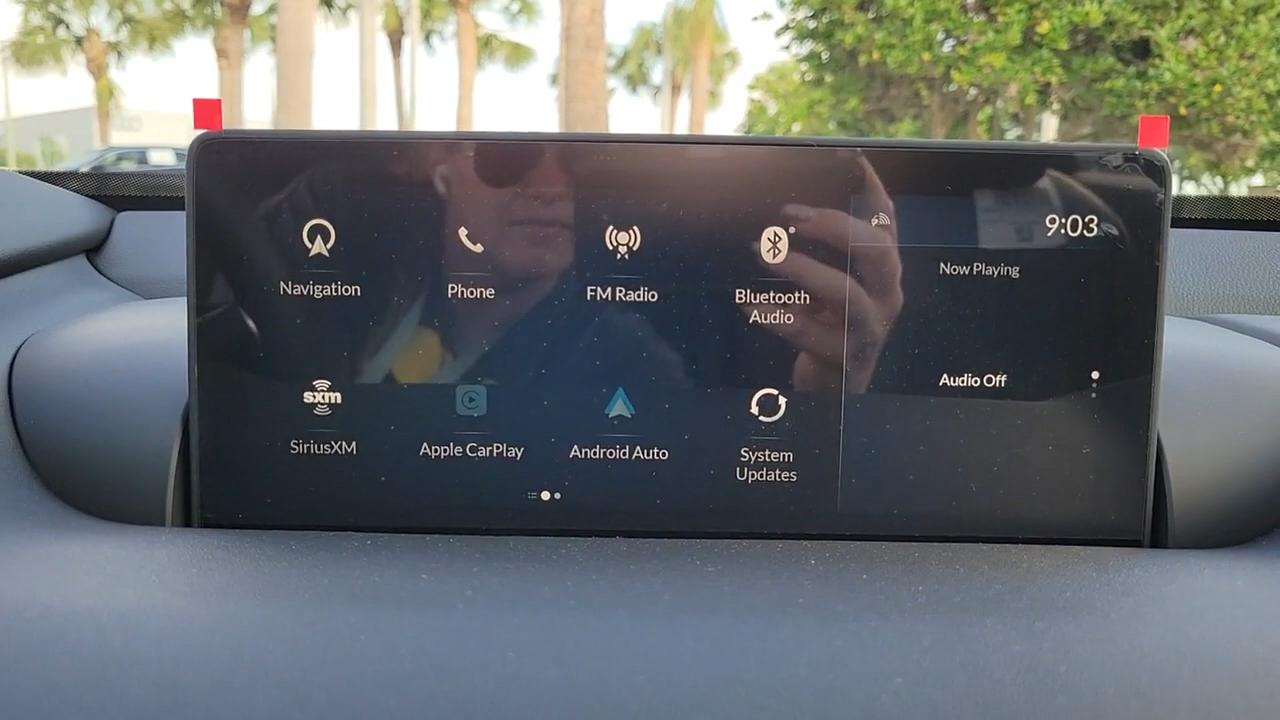 9:03
Navigation
Phone
FM Radio
Bluetooth
Audio
Now Playing
Audio Off
sxm
SiriusXM
Apple CarPlay
Android Auto
System
Updates